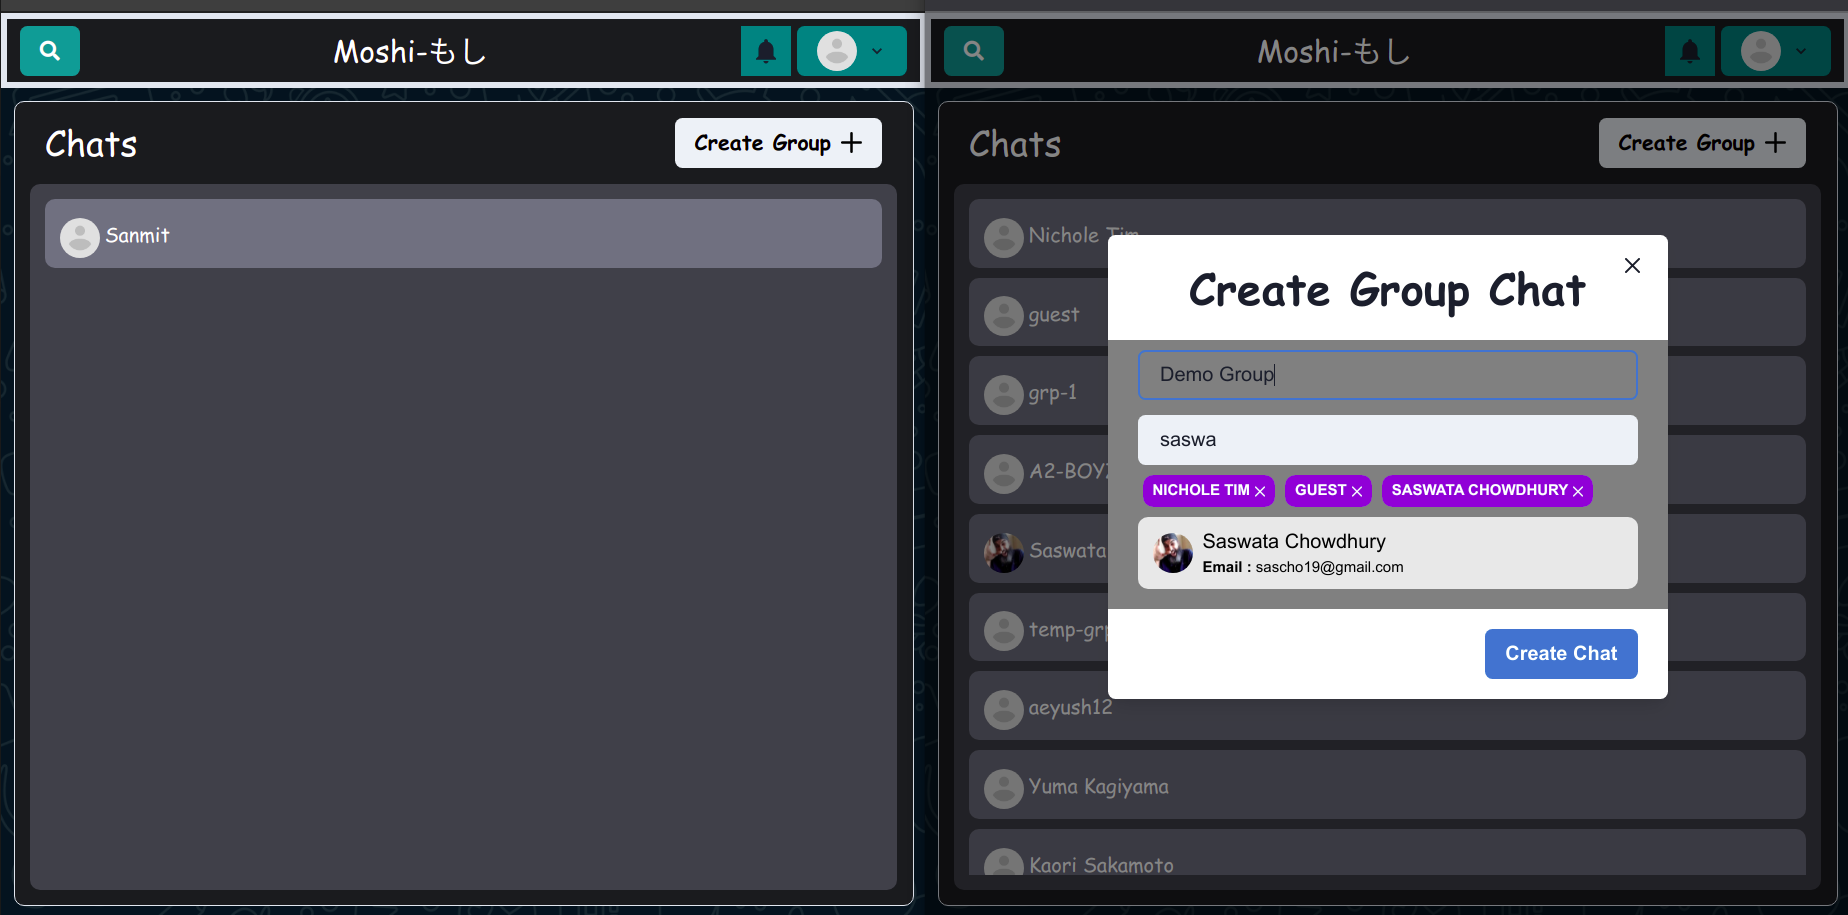 Moshi-もし
Chats
Create Group
Sanmit
Moshi-もし
Chats
Create Group
Nichole Tim
guest
grp-1
A2-BOYZ
Saswata
temp-grp
aeyush12
Yuma Kagiyama
Kaori Sakamoto
Create Group Chat
Demo Group
saswa
NICHOLE TIM
GUEST
SASWATA CHOWDHURY
Saswata Chowdhury
Email : sascho19@gmail.com
Create Chat